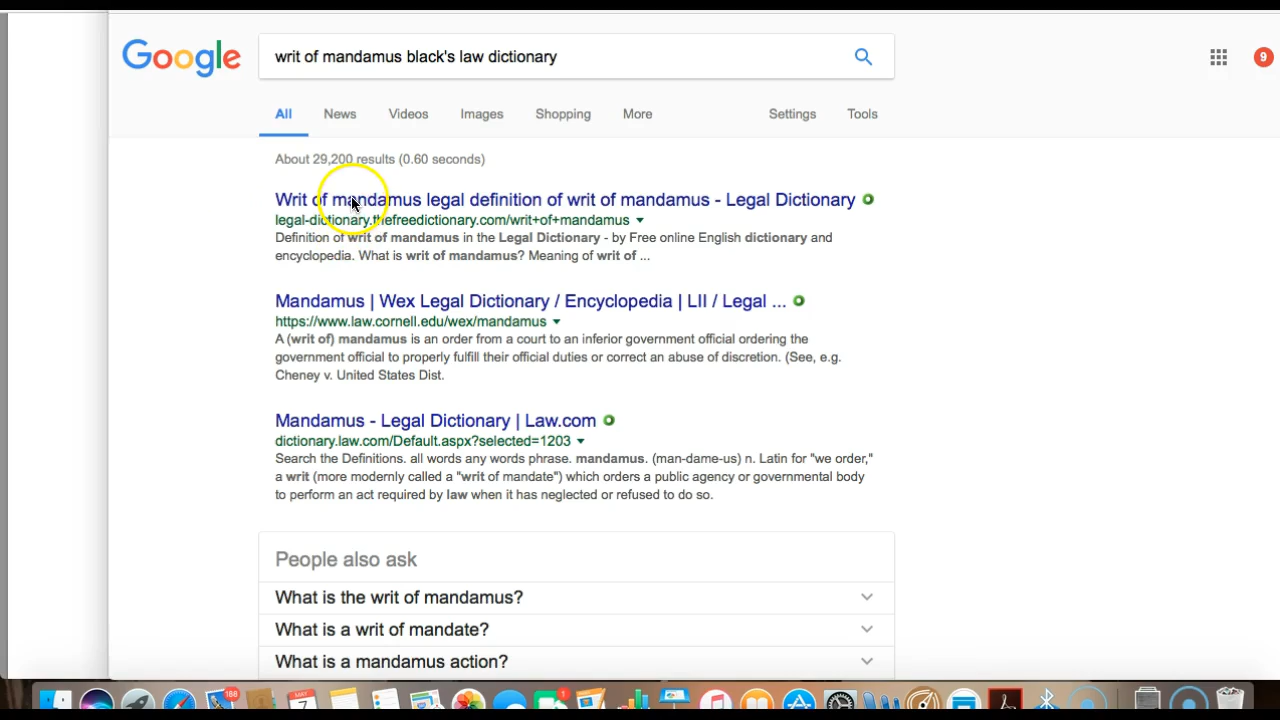 Google
writ of mandamus black's law dictionary
9
All News Videos Images Shopping More Settings Tools
About 29,200 results (0.60 seconds)
Writ of mandamus legal definition of writ of mandamus - Legal Dictionary
legal-dictionary.thefreedictionary.com/writ+of+mandamus
Definition of writ of mandamus in the Legal Dictionary - by Free online English dictionary and
encyclopedia. What is writ of mandamus? Meaning of writ of ...
Mandamus | Wex Legal Dictionary / Encyclopedia | LII / Legal ...
https://www.law.cornell.edu/wex/mandamus
A (writ of) mandamus is an order from a court to an inferior government official ordering the
government official to properly fulfill their official duties or correct an abuse of discretion. (See, e.g.
Cheney v. United States Dist.
Mandamus - Legal Dictionary | Law.com
dictionary.law.com/Default.aspx?selected=1203
Search the Definitions. all words any words phrase. mandamus. (man-dame-us) n. Latin for "we order,"
a writ (more modernly called a "writ of mandate") which orders a public agency or governmental body
to perform an act required by law when it has neglected or refused to do so.
People also ask
What is the writ of mandamus?
What is a writ of mandate?
What is a mandamus action?
188
MAY
7
1